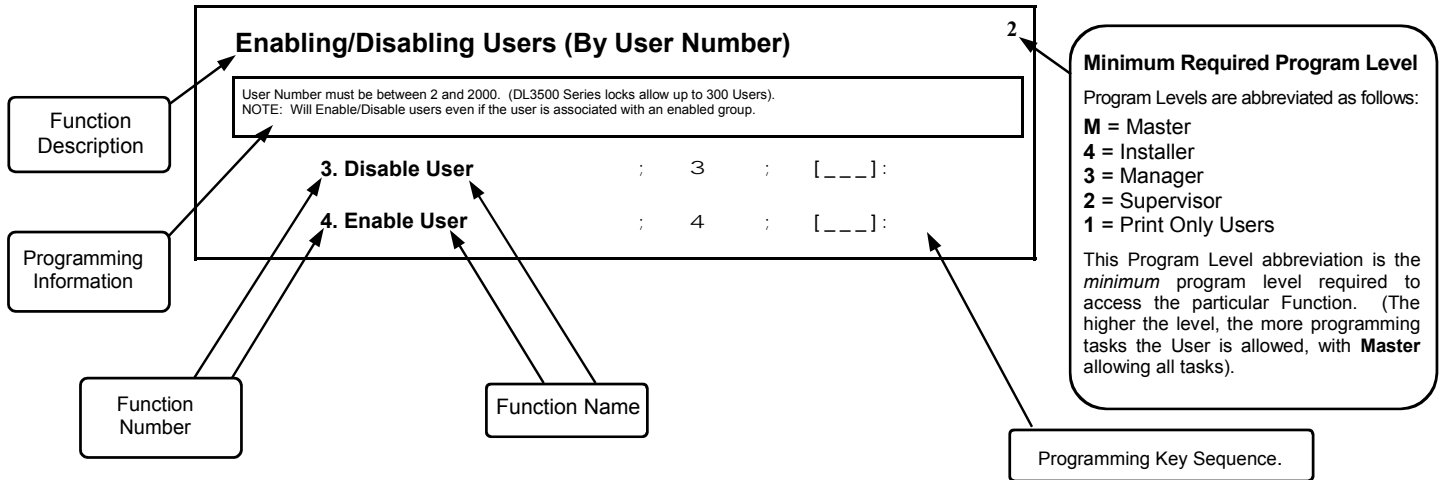 Enabling/Disabling Users (By User Number)
2
User Number must be between 2 and 2000. (DL3500 Series locks allow up to 300 Users).
NOTE: Will Enable/Disable users even if the user is associated with an enabled group.
3. Disable User ; 3 ; [___]:
4. Enable User ; 4 ; [___]:
Function
Description
Programming
Information
Function
Number
Function Name
Programming Key Sequence.
Minimum Required Program Level
Program Levels are abbreviated as follows:
M = Master
4 = Installer
3 = Manager
2 = Supervisor
1 = Print Only Users
This Program Level abbreviation is the
minimum program level required to
access the particular Function. (The
higher the level, the more programming
tasks the User is allowed, with Master
allowing all tasks).